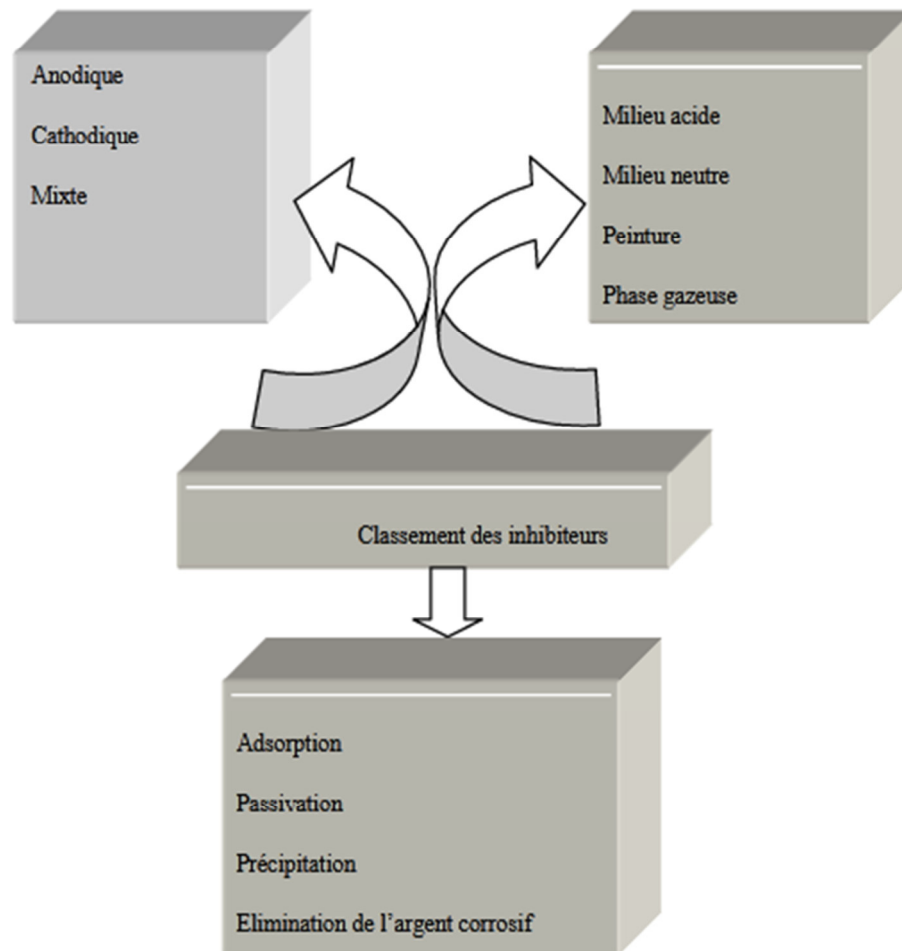 Anodique
Cathodique
Mixte
Milieu acide
Milieu neutre
Peinture
Phase gazeuse
Classement des inhibiteurs
Adsorption
Passivation
Précipitation
Elimination de l'argent corrosif